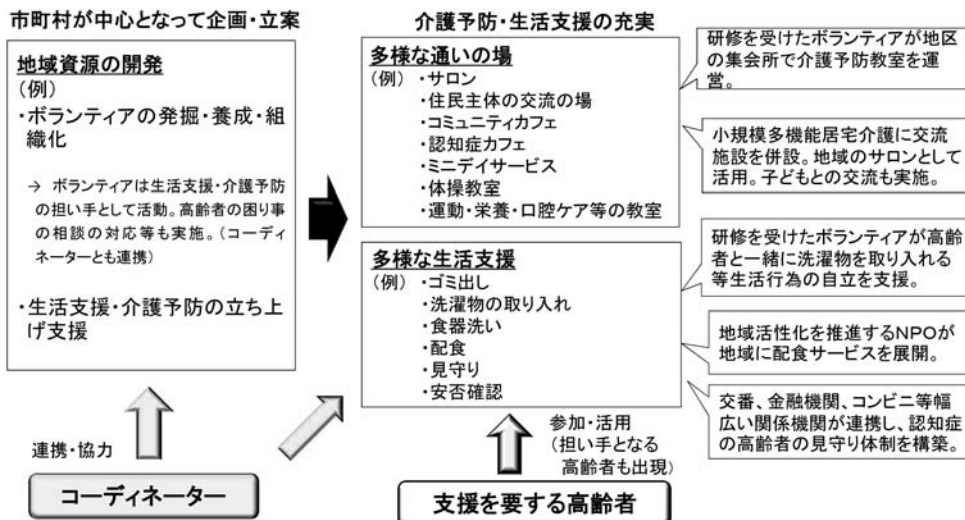 市町村が中心となって企画・立案
地域資源の開発
(例)
・ボランティアの発掘・養成・組
織化
→ ボランティアは生活支援・介護予防
の担い手として活動。高齢者の困り事
の相談の対応等も実施。(コーディ
ネーターとも連携)
・生活支援・介護予防の立ち上
げ支援
連携・協力
コーディネーター
介護予防・生活支援の充実
多様な通いの場
(例) ・サロン
・住民主体の交流の場
・コミュニティカフェ
・認知症カフェ
・ミニデイサービス
・体操教室
・運動・栄養・口腔ケア等の教室
多様な生活支援
(例) ・ゴミ出し
・洗濯物の取り入れ
・食器洗い
・配食
・見守り
・安否確認
参加・活用
(担い手となる
高齢者も出現)
支援を要する高齢者
研修を受けたボランティアが地区
の集会所で介護予防教室を運
営。
小規模多機能居宅介護に交流
施設を併設。地域のサロンとして
活用。子どもとの交流も実施。
研修を受けたボランティアが高齢
者と一緒に洗濯物を取り入れる
等生活行為の自立を支援。
地域活性化を推進するNPOが
地域に配食サービスを展開。
交番、金融機関、コンビニ等幅
広い関係機関が連携し、認知症
の高齢者の見守り体制を構築。